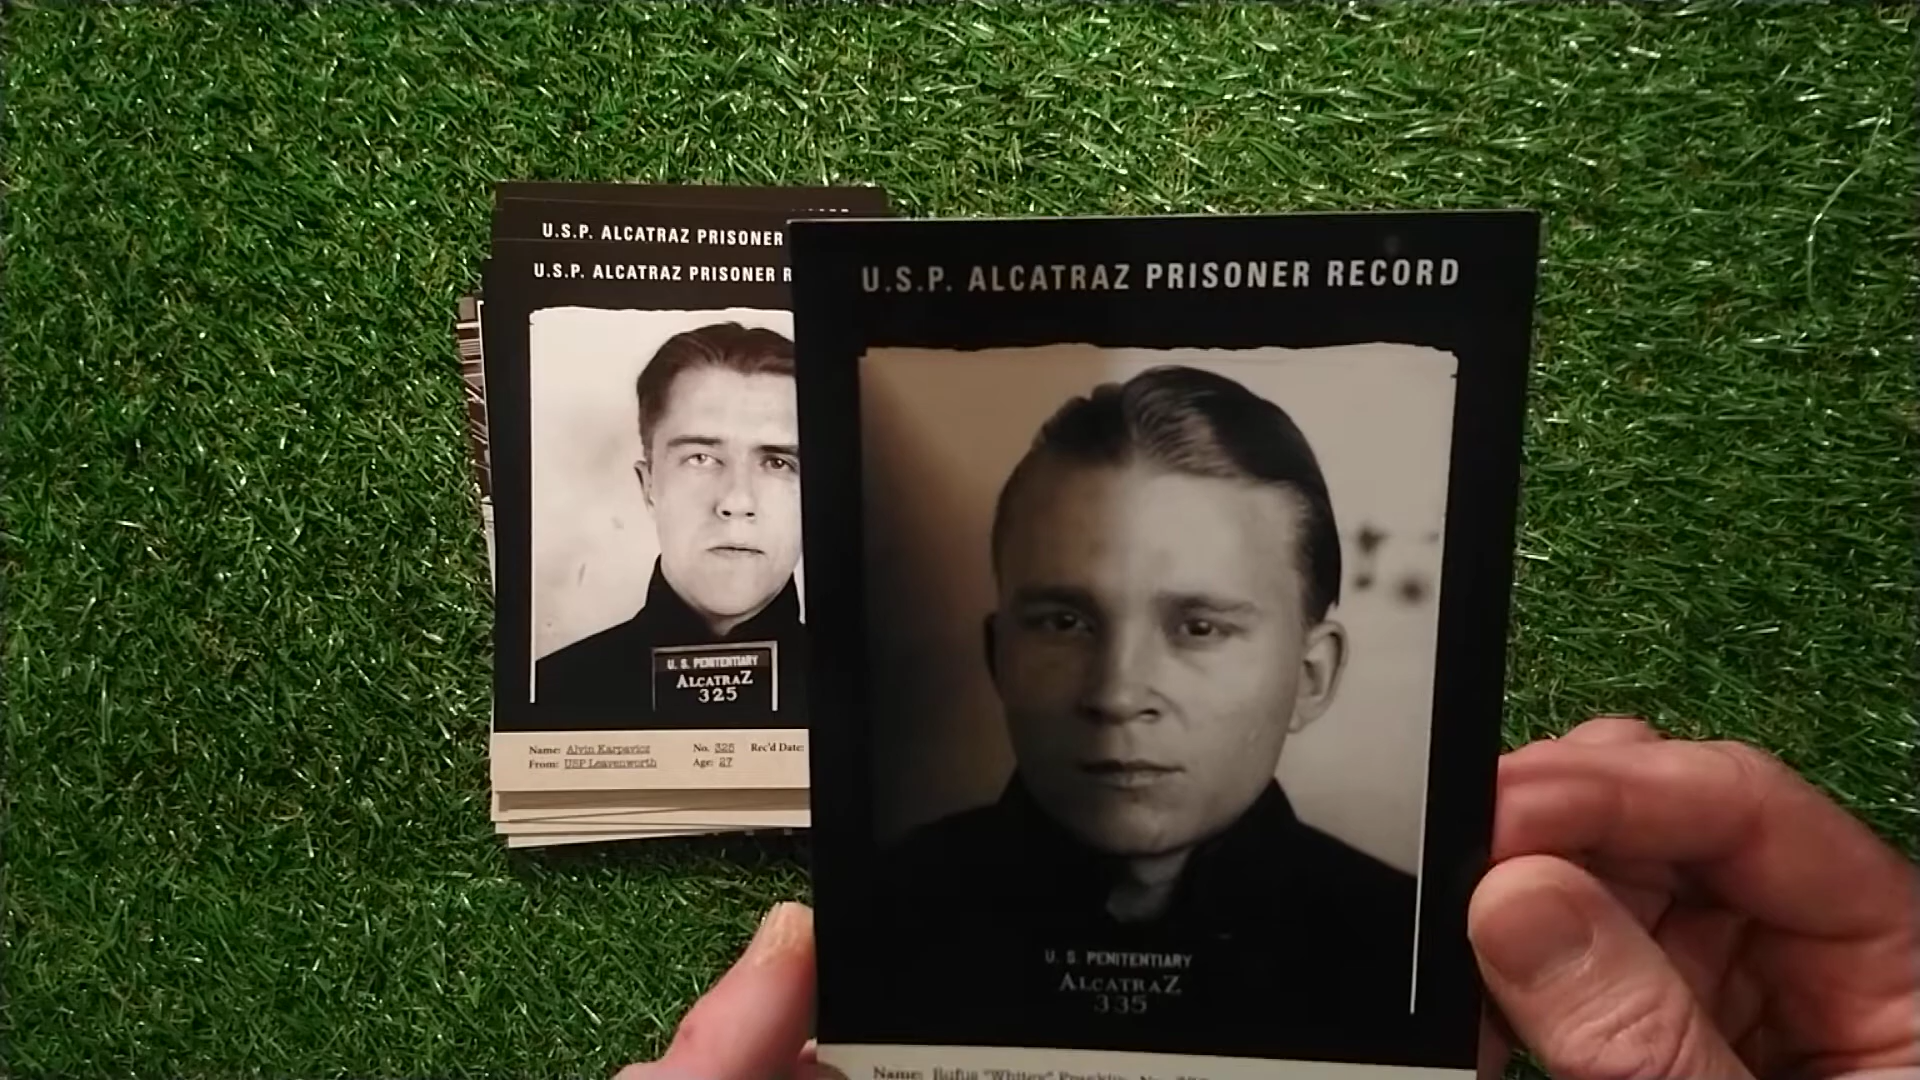 U.S.P. ALCATRAZ PRISONER
U.S.P. ALCATRAZ PRISONER R
U. S. PENITENTIARY
ALCATRAZ
325
Name: Alvin Karpavicz No. 325 Rec'd Date:
From: USP Leavenworth Age: 27
U.S.P. ALCATRAZ PRISONER RECORD
U. S. PENITENTIARY
ALCATRAZ
335
Name: Rufus "Whitey" Franklin No.